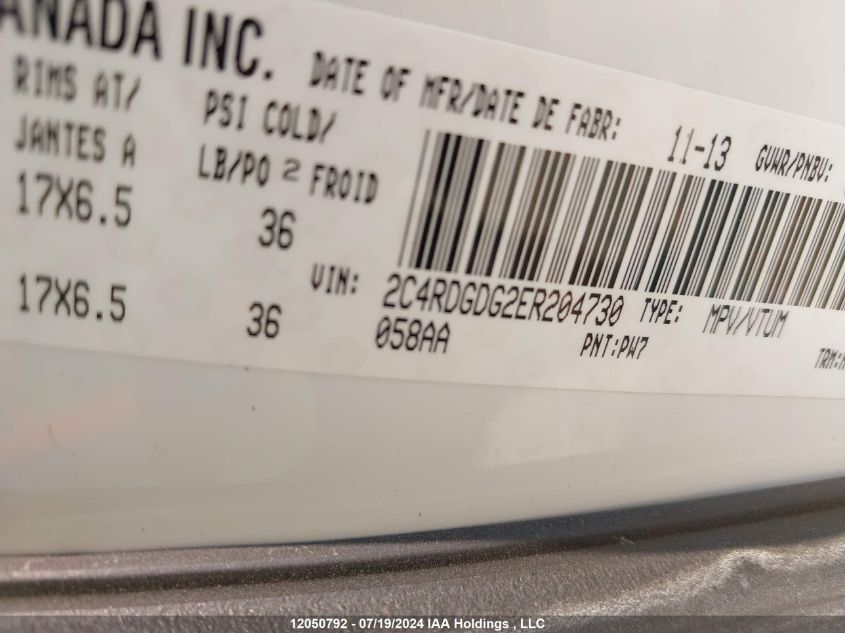 ANADA INC.
DATE OF MFR/DATE DE FABR: 11-13 GVWR/PNBV:
RIMS AT/ PSI COLD/
JANTES A LB/PO 2 FROID
17X6.5 36
VIN: 2C4RDGDG2ER204730 TYPE: MPV/VTUM
17X6.5 36 058AA PNT:PW7 TRM:
12050792 - 07/19/2024 IAA Holdings , LLC